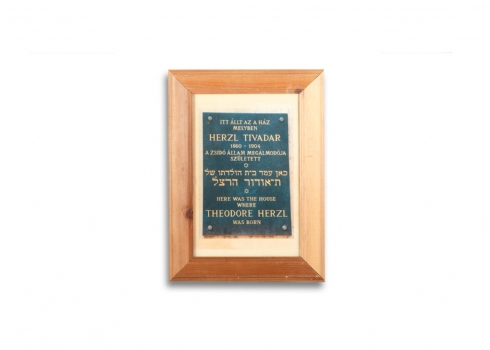 ITT ÁLLT AZ A HÁZ
MELYBEN
HERZL TIVADAR
1860 - 1904
A ZSIDÓ ÁLLAM MEGÁLMODÓJA
SZÜLETETT
כאן עמד בית הולדתו של
תיאודור הרצל
HERE WAS THE HOUSE
WHERE
THEODORE HERZL
WAS BORN